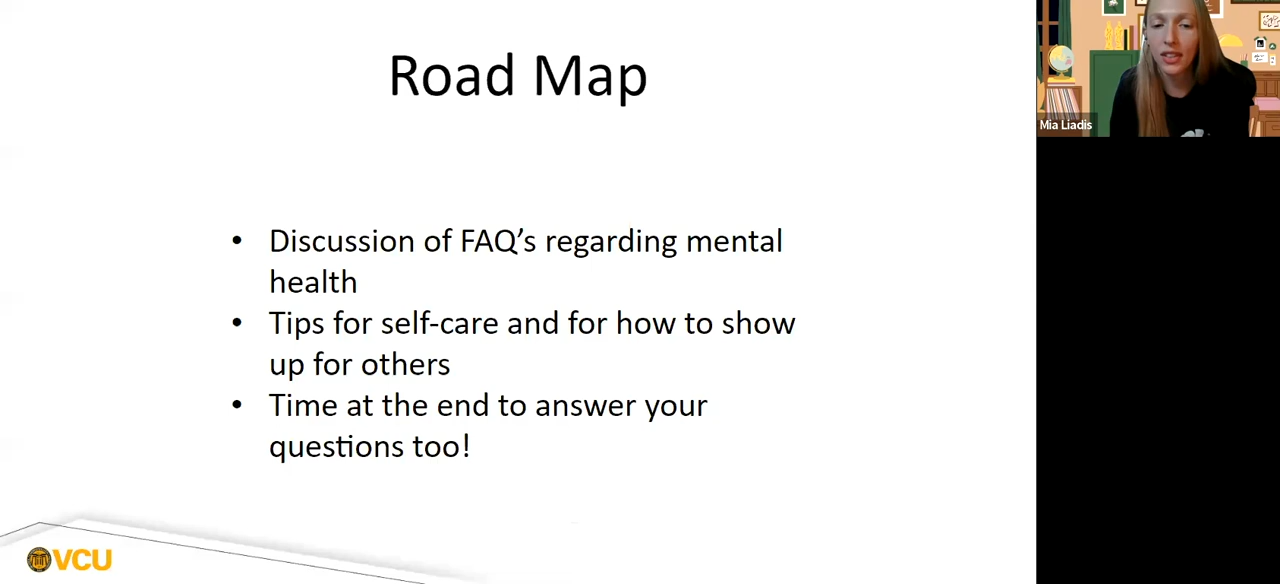 Road Map
• Discussion of FAQ’s regarding mental
health
• Tips for self-care and for how to show
up for others
• Time at the end to answer your
questions too!
VCU
Mia Liadis